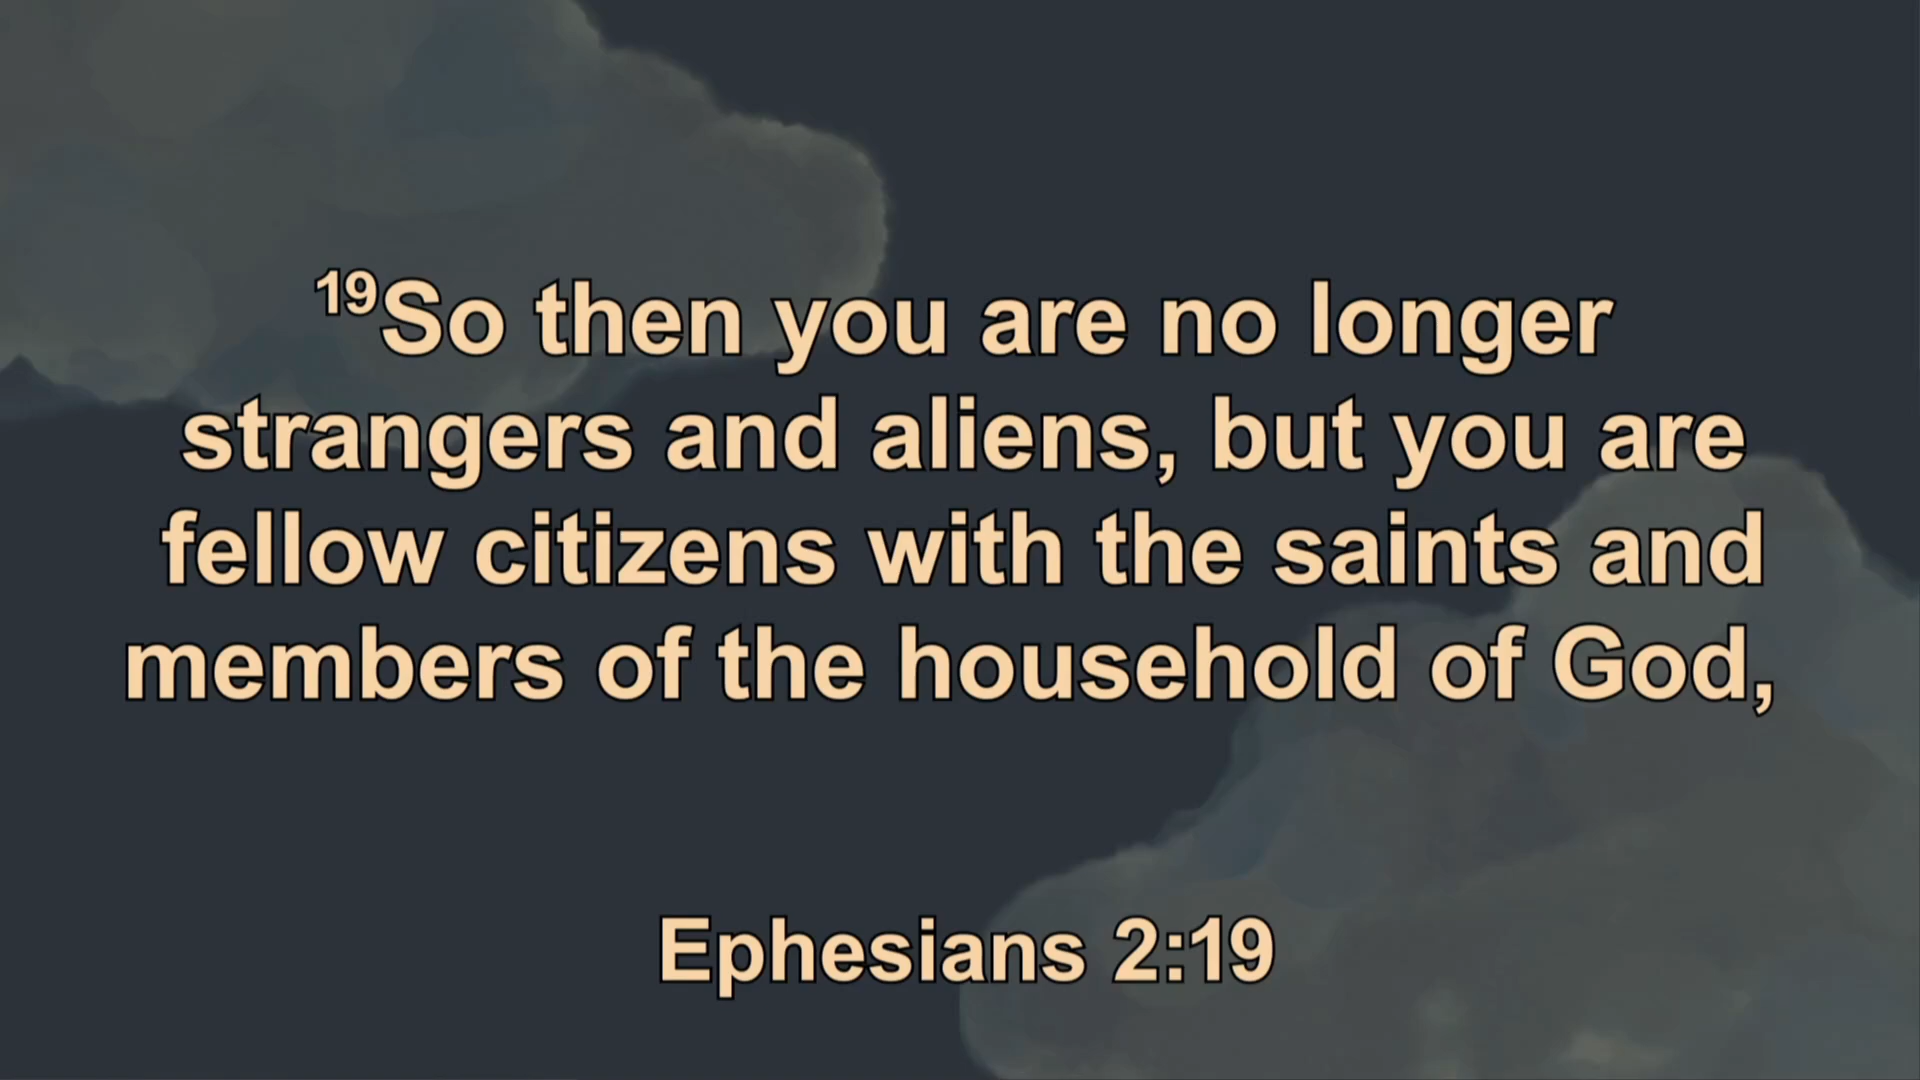 19So then you are no longer
strangers and aliens, but you are
fellow citizens with the saints and
members of the household of God,
Ephesians 2:19